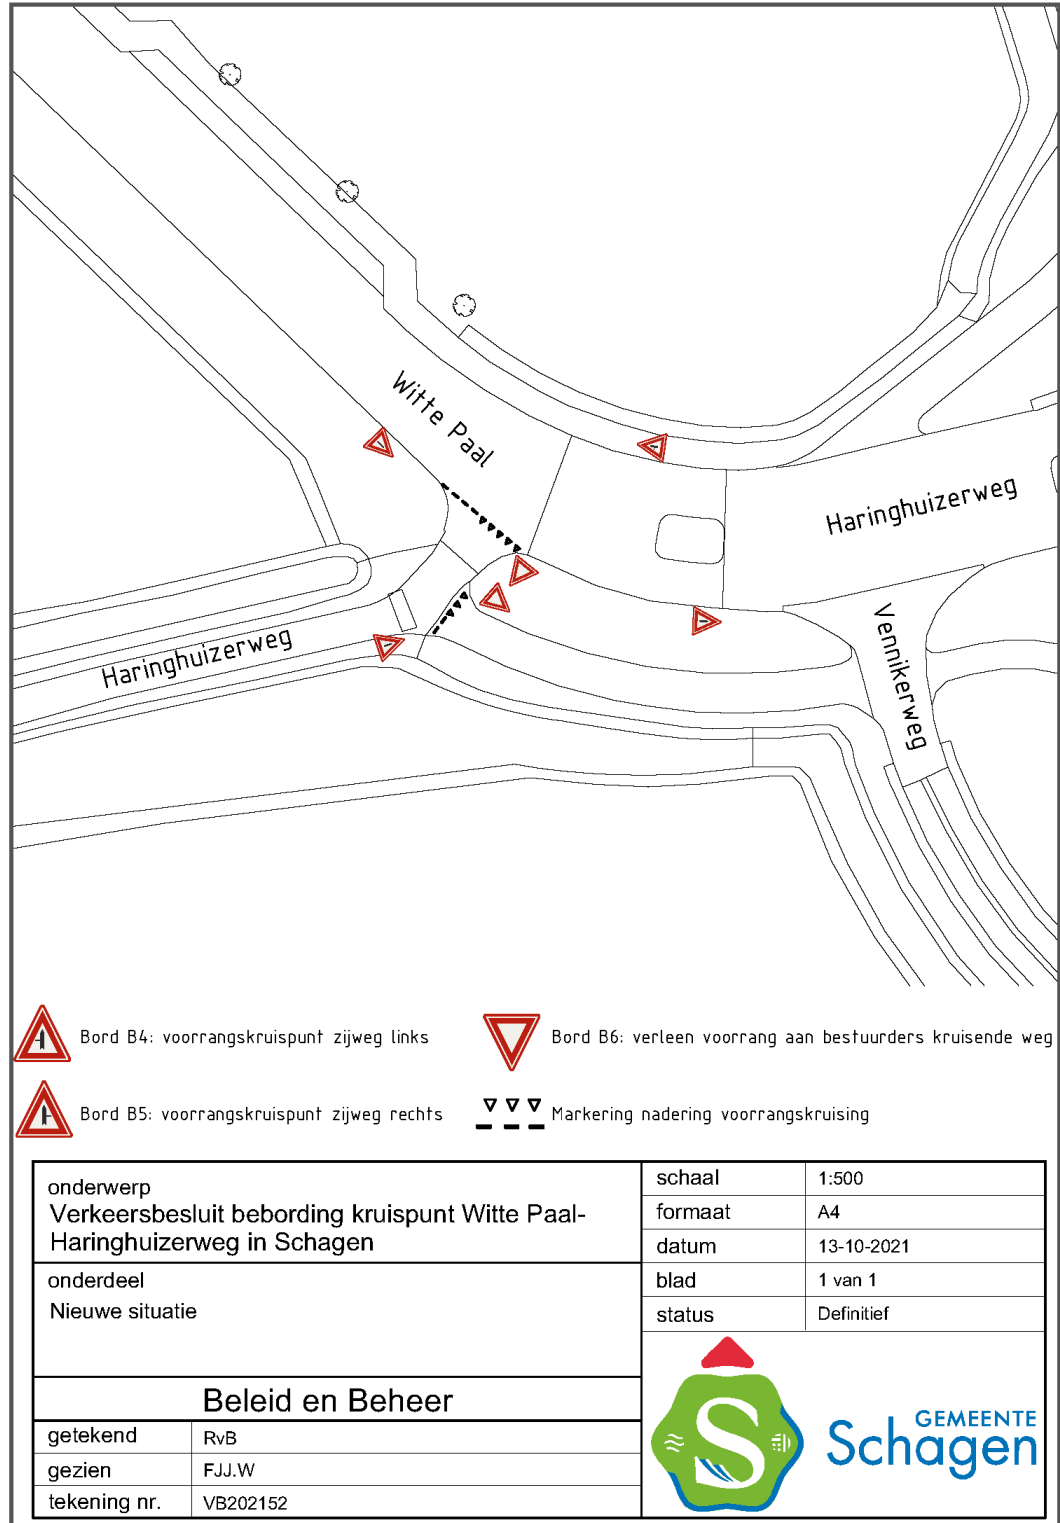 Witte Paal
Haringhuizerweg
Haringhuizerweg
Vennikerweg
Bord B4: voorrangskruispunt zijweg links
Bord B6: verleen voorrang aan bestuurders kruisende weg
Bord B5: voorrangskruispunt zijweg rechts
Markering nadering voorrangskruising
onderwerp
Verkeersbesluit bebording kruispunt Witte Paal-
Haringhuizerweg in Schagen
onderdeel
Nieuwe situatie
Beleid en Beheer
getekend RvB
gezien FJJ.W
tekening nr. VB202152
schaal 1:500
formaat A4
datum 13-10-2021
blad 1 van 1
status Definitief
S
GEMEENTE
Schagen